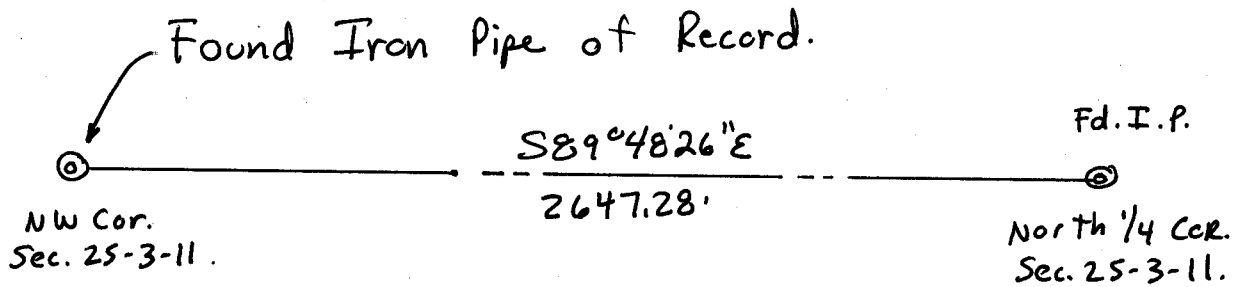 Found Iron Pipe of Record.
Fd. I. P.
S89°48'26"E
2647.28'
NW Cor.
Sec. 25-3-11.
North 1/4 Cor.
Sec. 25-3-11.